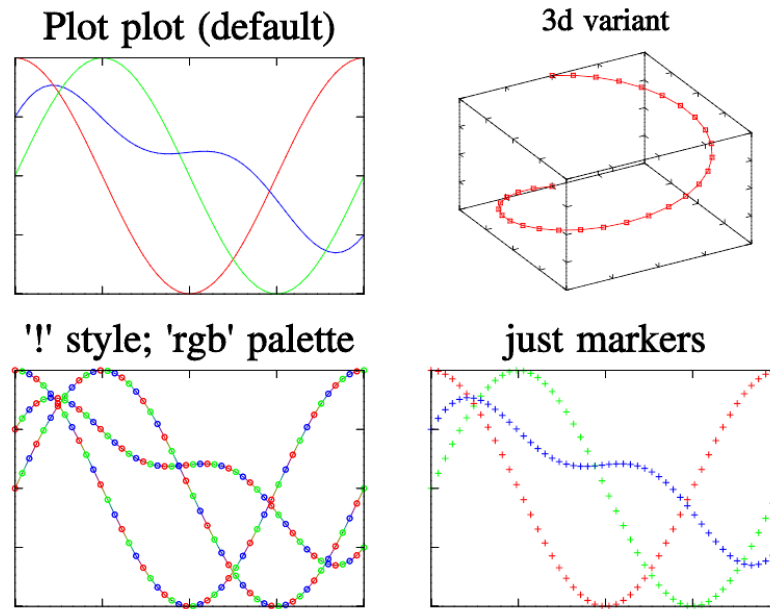 Plot plot (default)
3d variant
'!' style; 'rgb' palette
just markers